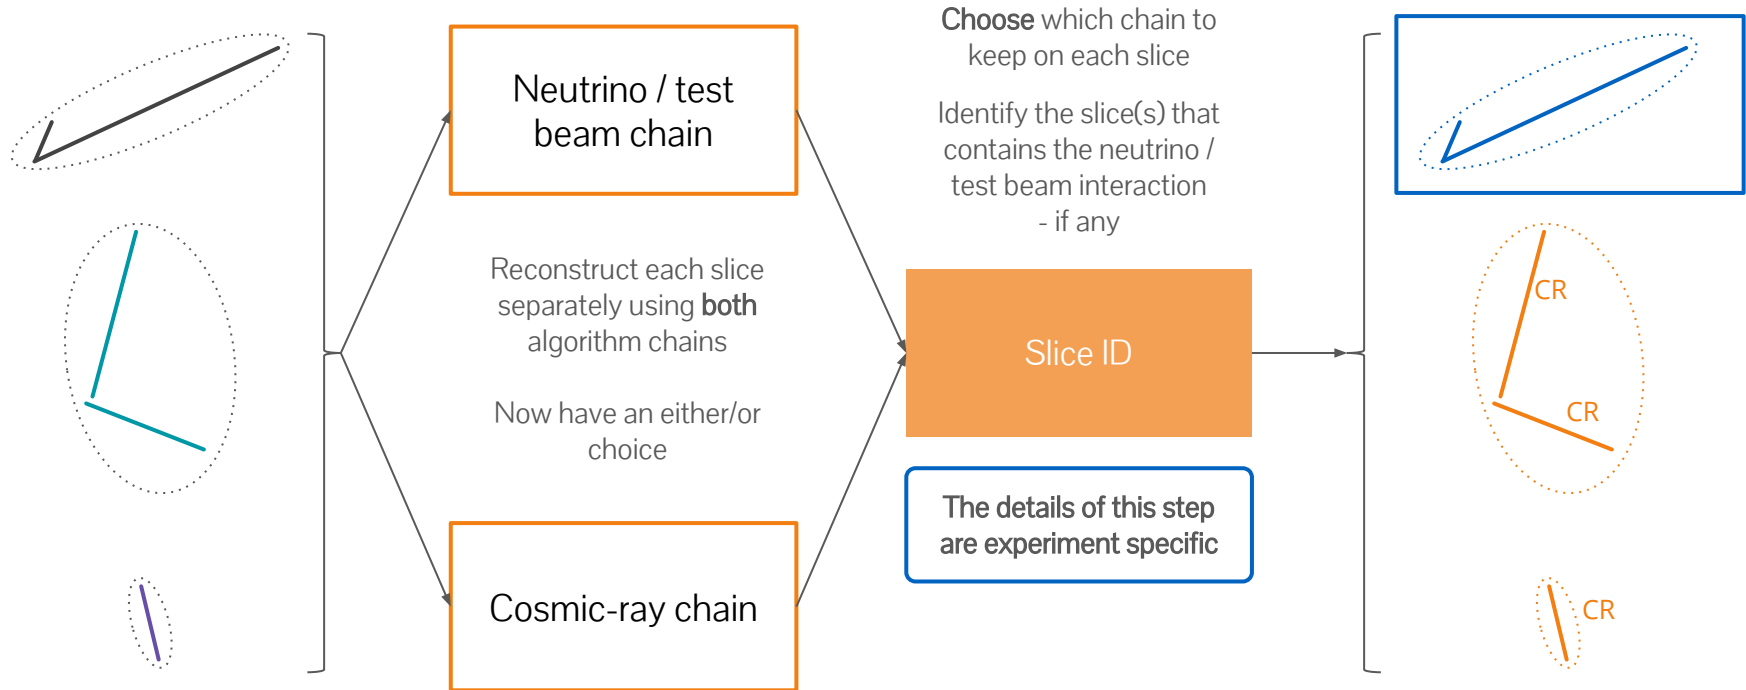 Neutrino / test
beam chain
Reconstruct each slice
separately using both
algorithm chains
Now have an either/or
choice
Cosmic-ray chain
Choose which chain to
keep on each slice
Identify the slice(s) that
contains the neutrino /
test beam interaction
- if any
Slice ID
The details of this step
are experiment specific
CR
CR
CR